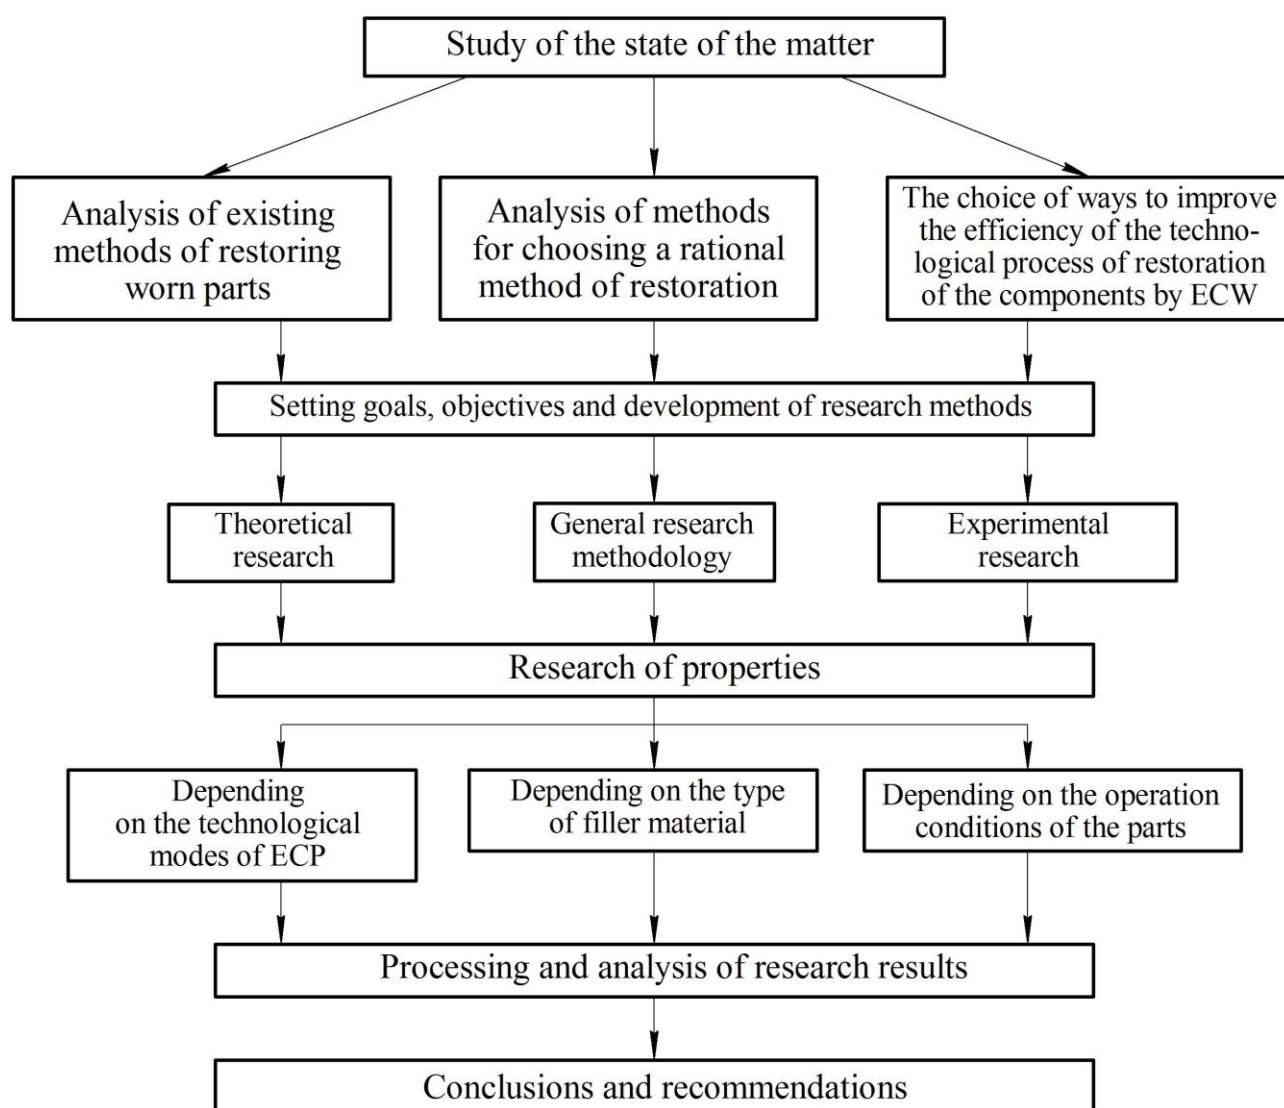 Study of the state of the matter
Analysis of existing
methods of restoring
worn parts
Analysis of methods
for choosing a rational
method of restoration
The choice of ways to improve
the efficiency of the techno-
logical process of restoration
of the components by ECW
Setting goals, objectives and development of research methods
Theoretical
research
General research
methodology
Experimental
research
Research of properties
Depending
on the technological
modes of ECP
Depending on the type
of filler material
Depending on the operation
conditions of the parts
Processing and analysis of research results
Conclusions and recommendations